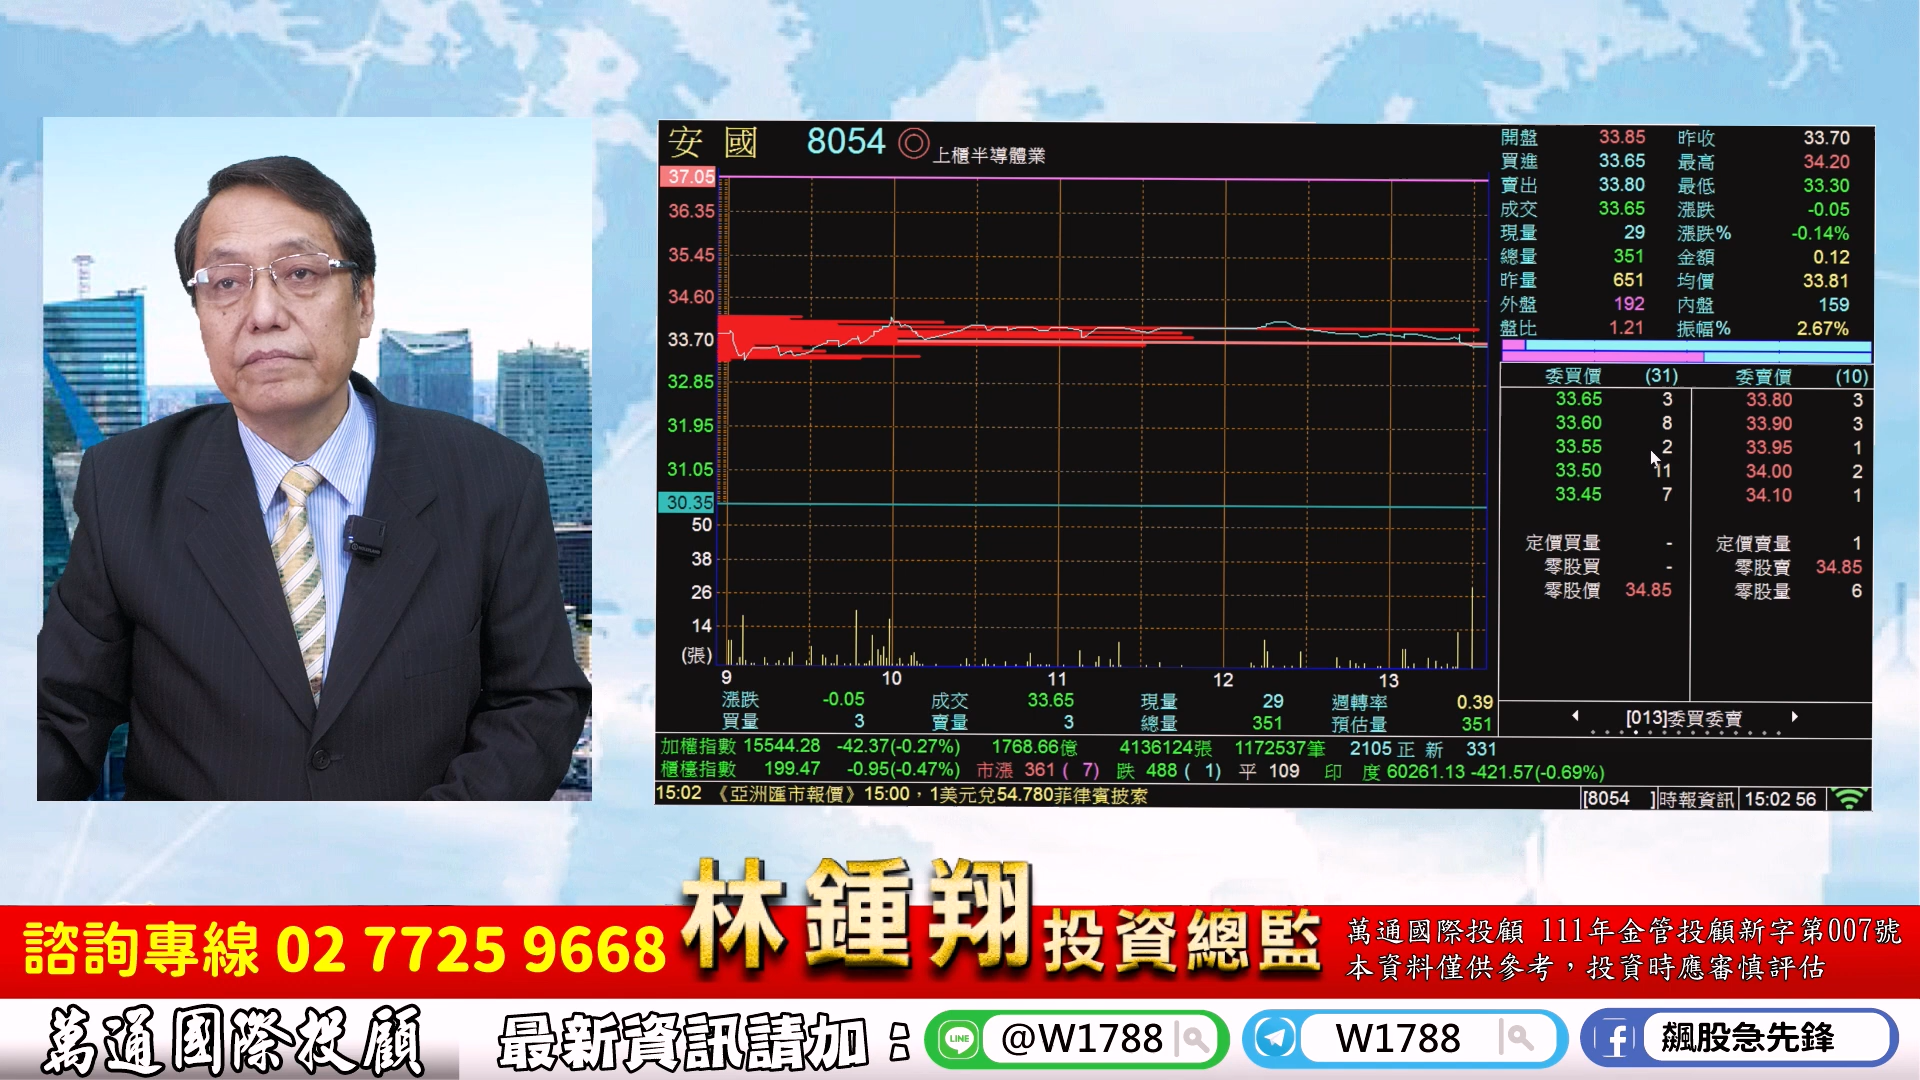 安國 8054 ◎ 上櫃半導體業
37.05
36.35
35.45
34.60
33.70
32.85
31.95
31.05
30.35
50
38
26
14
(張)
9 10 11 12 13
漲跌 -0.05 成交 33.65 現量 29 週轉率 0.39
買量 3 賣量 3 總量 351 預估量 351
開盤 33.85 昨收 33.70
買進 33.65 最高 34.20
賣出 33.80 最低 33.30
成交 33.65 漲跌 -0.05
現量 29 漲跌% -0.14%
總量 351 金額 0.12
昨量 651 均價 33.81
外盤 192 內盤 159
盤比 1.21 振幅% 2.67%
委買價 (31) 委賣價 (10)
33.65 3 33.80 3
33.60 8 33.90 3
33.55 2 33.95 1
33.50 11 34.00 2
33.45 7 34.10 1
定價買量 - 定價賣量 1
零股買 - 零股賣 34.85
零股價 34.85 零股量 6
[013]委買委賣
加權指數 15544.28 -42.37(-0.27%) 1768.66億 4136124張 1172537筆 2105 正 新 331
櫃檯指數 199.47 -0.95(-0.47%) 市漲 361 ( 7) 跌 488 ( 1) 平 109 印 度 60261.13 -421.57(-0.69%)
15:02 《亞洲匯市報價》15:00，1美元兌54.780菲律賓披索 [8054 ]時報資訊 15:02 56
諮詢專線 02 7725 9668
林鍾翔 投資總監
萬通國際投顧 111年金管投顧新字第007號
本資料僅供參考，投資時應審慎評估
萬通國際投顧
最新資訊請加：
LINE @W1788
W1788
飆股急先鋒